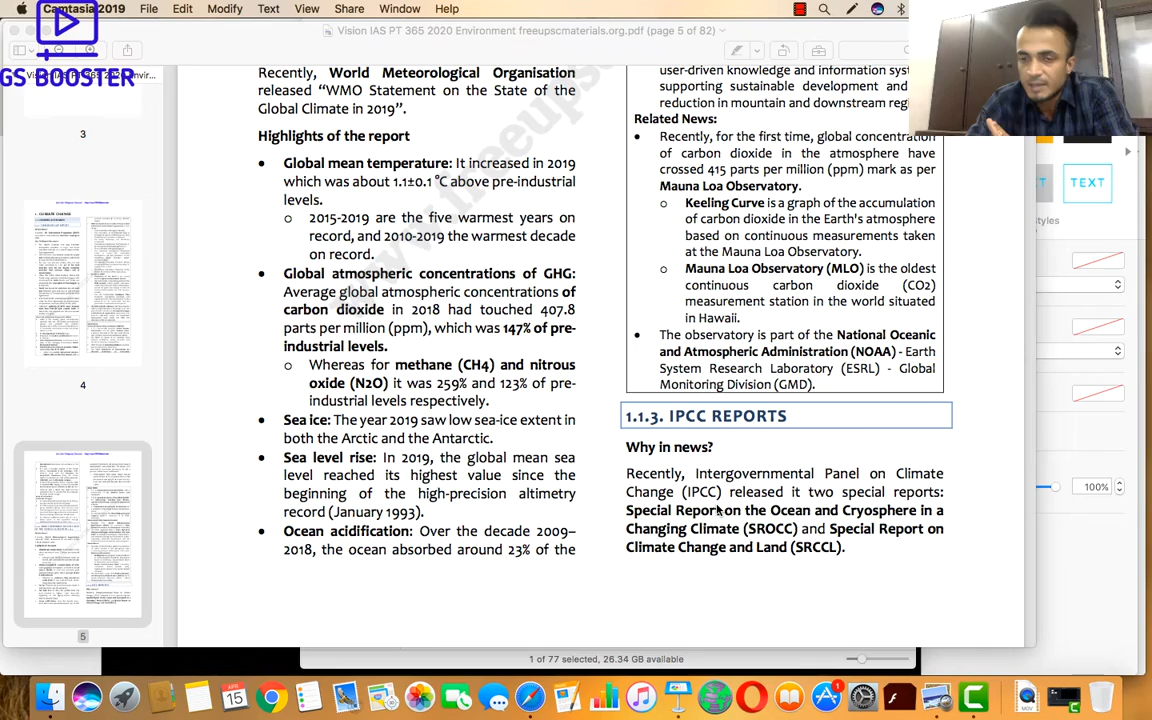 Camtasia 2019 File Edit Modify Text View Share Window Help
Vision IAS PT 365 2020 Environment freeupscmaterials.org.pdf (page 5 of 82)
GS BOOSTER
3
4
5
Recently, World Meteorological Organisation
released “WMO Statement on the State of the
Global Climate in 2019”.
Highlights of the report
• Global mean temperature: It increased in 2019
which was about 1.1±0.1 °C above pre-industrial
levels.
o 2015-2019 are the five warmest years on
record, and 2010-2019 the warmest decade
on record.
• Global atmospheric concentrations of GHG:
Average global atmospheric concentrations of
carbon dioxide in 2018 had touched 407.8
parts per million (ppm), which was 147% of pre-
industrial levels.
o Whereas for methane (CH4) and nitrous
oxide (N2O) it was 259% and 123% of pre-
industrial levels respectively.
• Sea ice: The year 2019 saw low sea-ice extent in
both the Arctic and the Antarctic.
• Sea level rise: In 2019, the global mean sea
level reached its highest value since the
beginning of the high-precision altimetry
record (January 1993).
• Ocean acidification: Over the decade 2009–
2018, the ocean absorbed around 23% of the
user-driven knowledge and information
supporting sustainable development and
reduction in mountain and downstream
Related News:
• Recently, for the first time, global concentration
of carbon dioxide in the atmosphere have
crossed 415 parts per million (ppm) mark as per
Mauna Loa Observatory.
o Keeling Curve is a graph of the accumulation
of carbon dioxide in the Earth's atmosphere
based on continuous measurements taken
at the Mauna Loa Observatory.
o Mauna Loa Observatory (MLO) is the oldest
continuous carbon dioxide (CO2)
measurement station in the world situated
in Hawaii.
• The observatory is part of the National Oceanic
and Atmospheric Administration (NOAA) - Earth
System Research Laboratory (ESRL) - Global
Monitoring Division (GMD).
1.1.3. IPCC REPORTS
Why in news?
Recently, Intergovernmental Panel on Climate
Change (IPCC) released it two special reports:
Special Report on the Ocean and Cryosphere in a
Changing Climate (SROCC) and Special Report on
Climate Change and Land (SRCCL).
TEXT
100%
1 of 77 selected, 26.34 GB available
APR
15
1
MOV